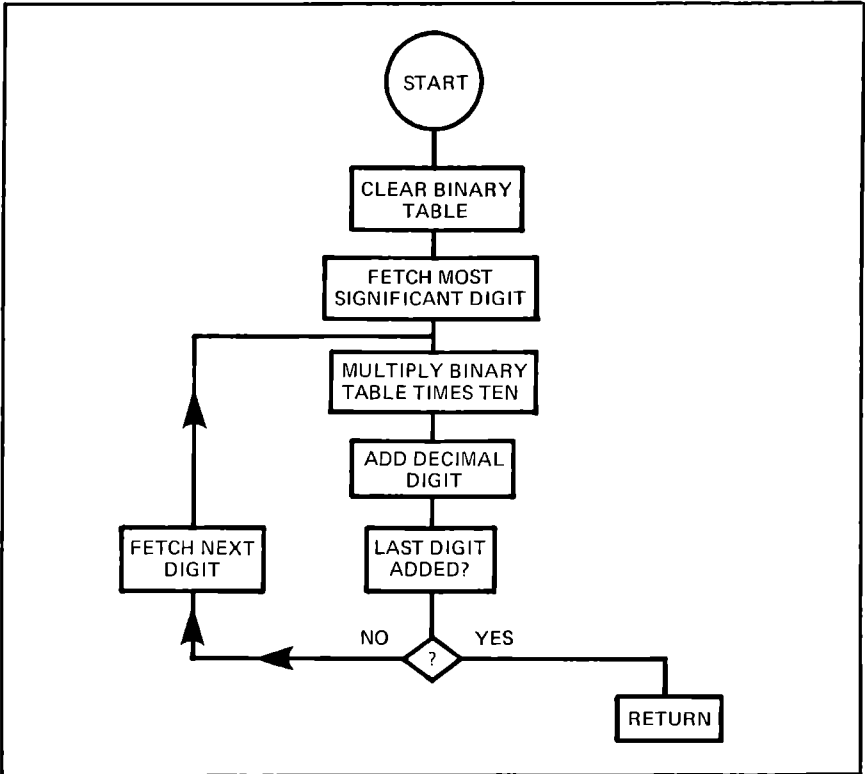 START
CLEAR BINARY
TABLE
FETCH MOST
SIGNIFICANT DIGIT
MULTIPLY BINARY
TABLE TIMES TEN
ADD DECIMAL
DIGIT
FETCH NEXT
DIGIT
LAST DIGIT
ADDED?
NO
?
YES
RETURN